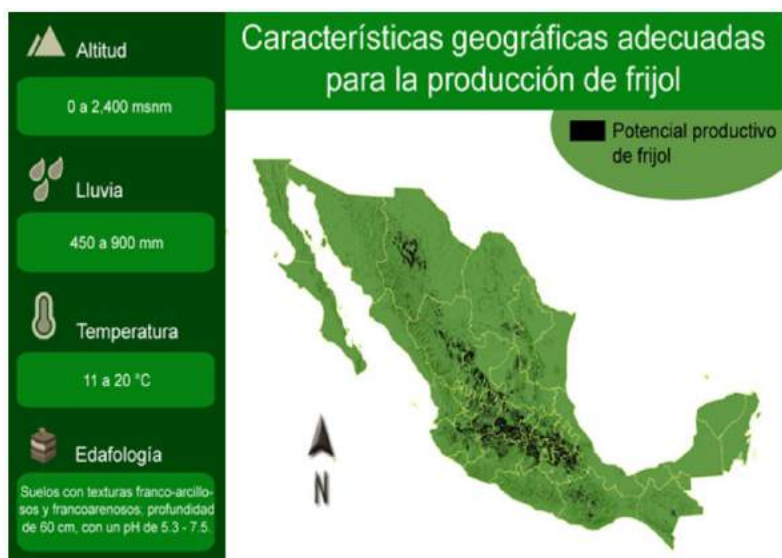 Altitud
0 a 2,400 msnm
Lluvia
450 a 900 mm
Temperatura
11 a 20 °C
Edafología
Suelos con texturas franco-arcillo-
sos y francoarenosos; profundidad
de 60 cm, con un pH de 5.3 - 7.5.
Características geográficas adecuadas
para la producción de frijol
Potencial productivo
de frijol
N